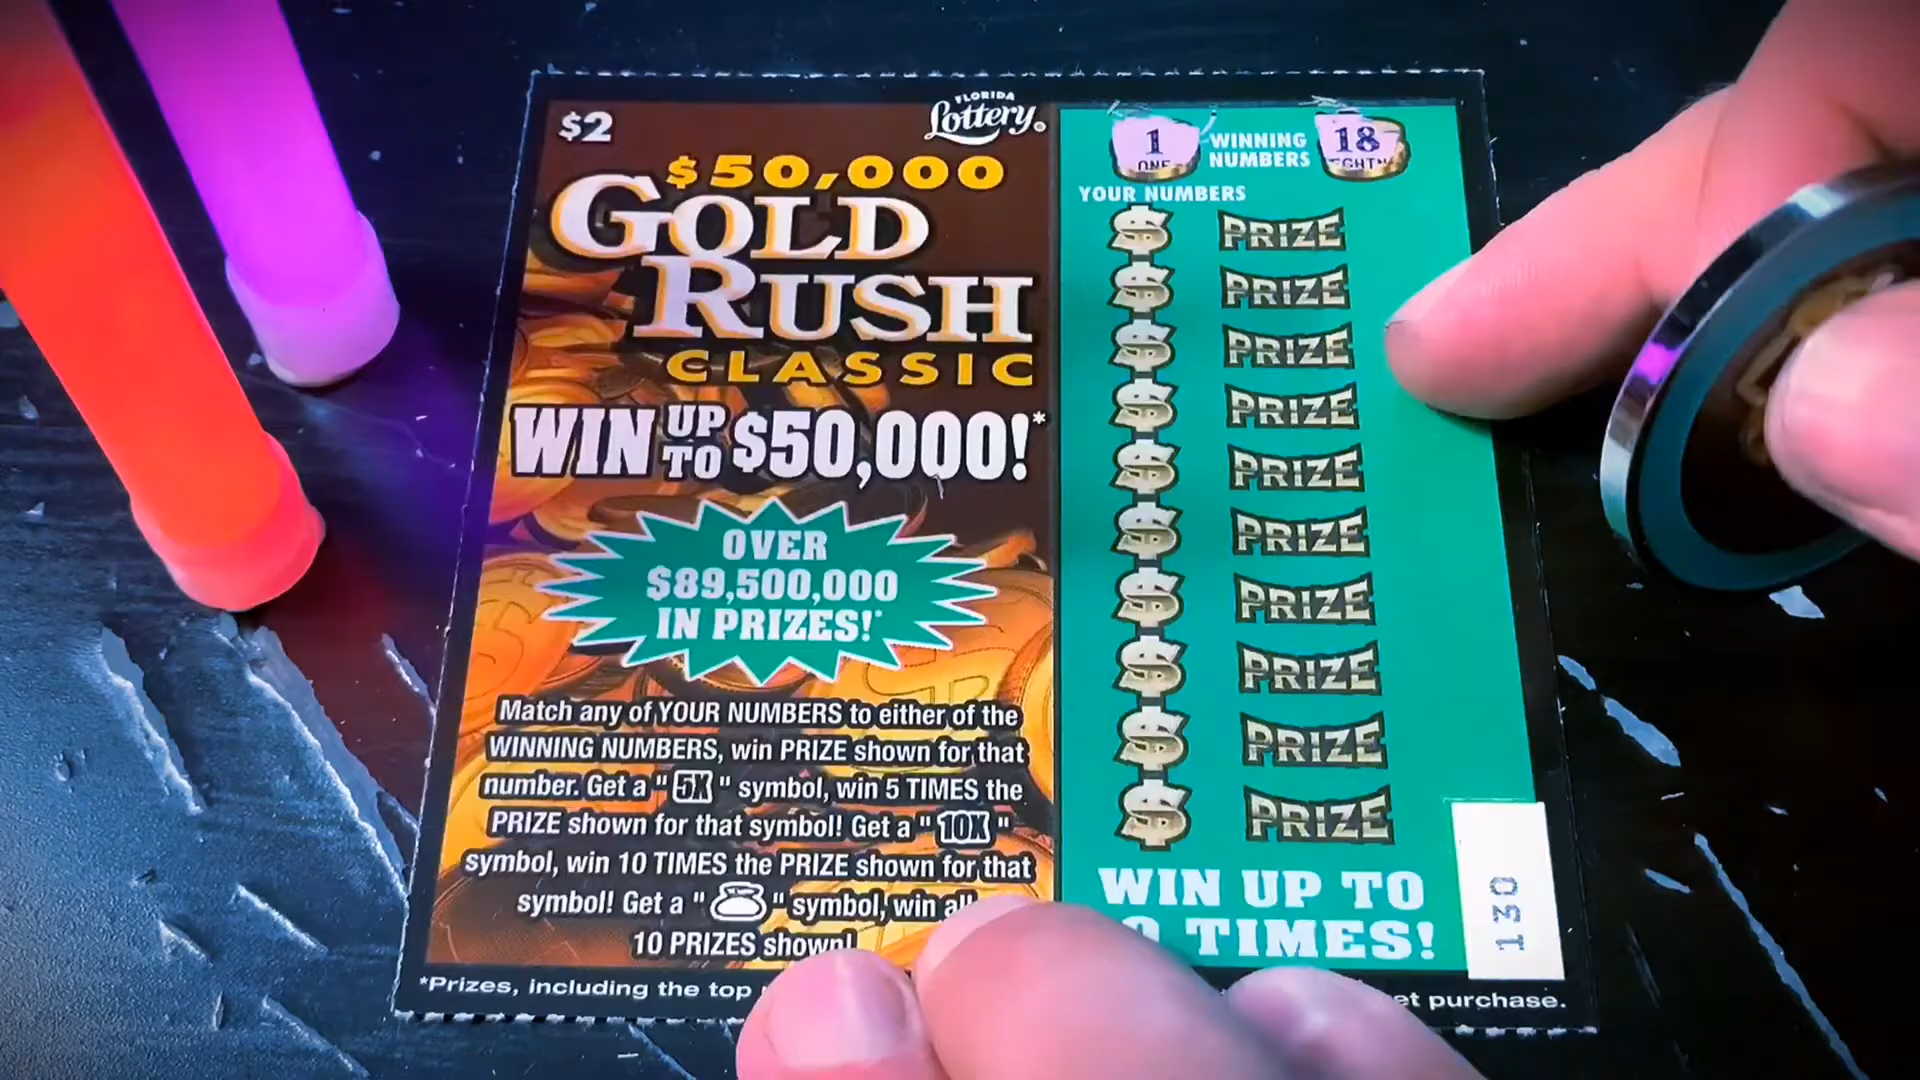 $2
FLORIDA
Lottery®
$50,000
GOLD
RUSH
CLASSIC
WIN UP TO $50,000!*
OVER
$89,500,000
IN PRIZES!*
Match any of YOUR NUMBERS to either of the
WINNING NUMBERS, win PRIZE shown for that
number. Get a "5X" symbol, win 5 TIMES the
PRIZE shown for that symbol! Get a "10X"
symbol, win 10 TIMES the PRIZE shown for that
symbol! Get a " " symbol, win all
10 PRIZES shown!
*Prizes, including the top
1
ONE
WINNING
NUMBERS
18
YOUR NUMBERS
$ PRIZE
$ PRIZE
$ PRIZE
$ PRIZE
$ PRIZE
$ PRIZE
$ PRIZE
$ PRIZE
$ PRIZE
$ PRIZE
WIN UP TO
TIMES!
130
purchase.